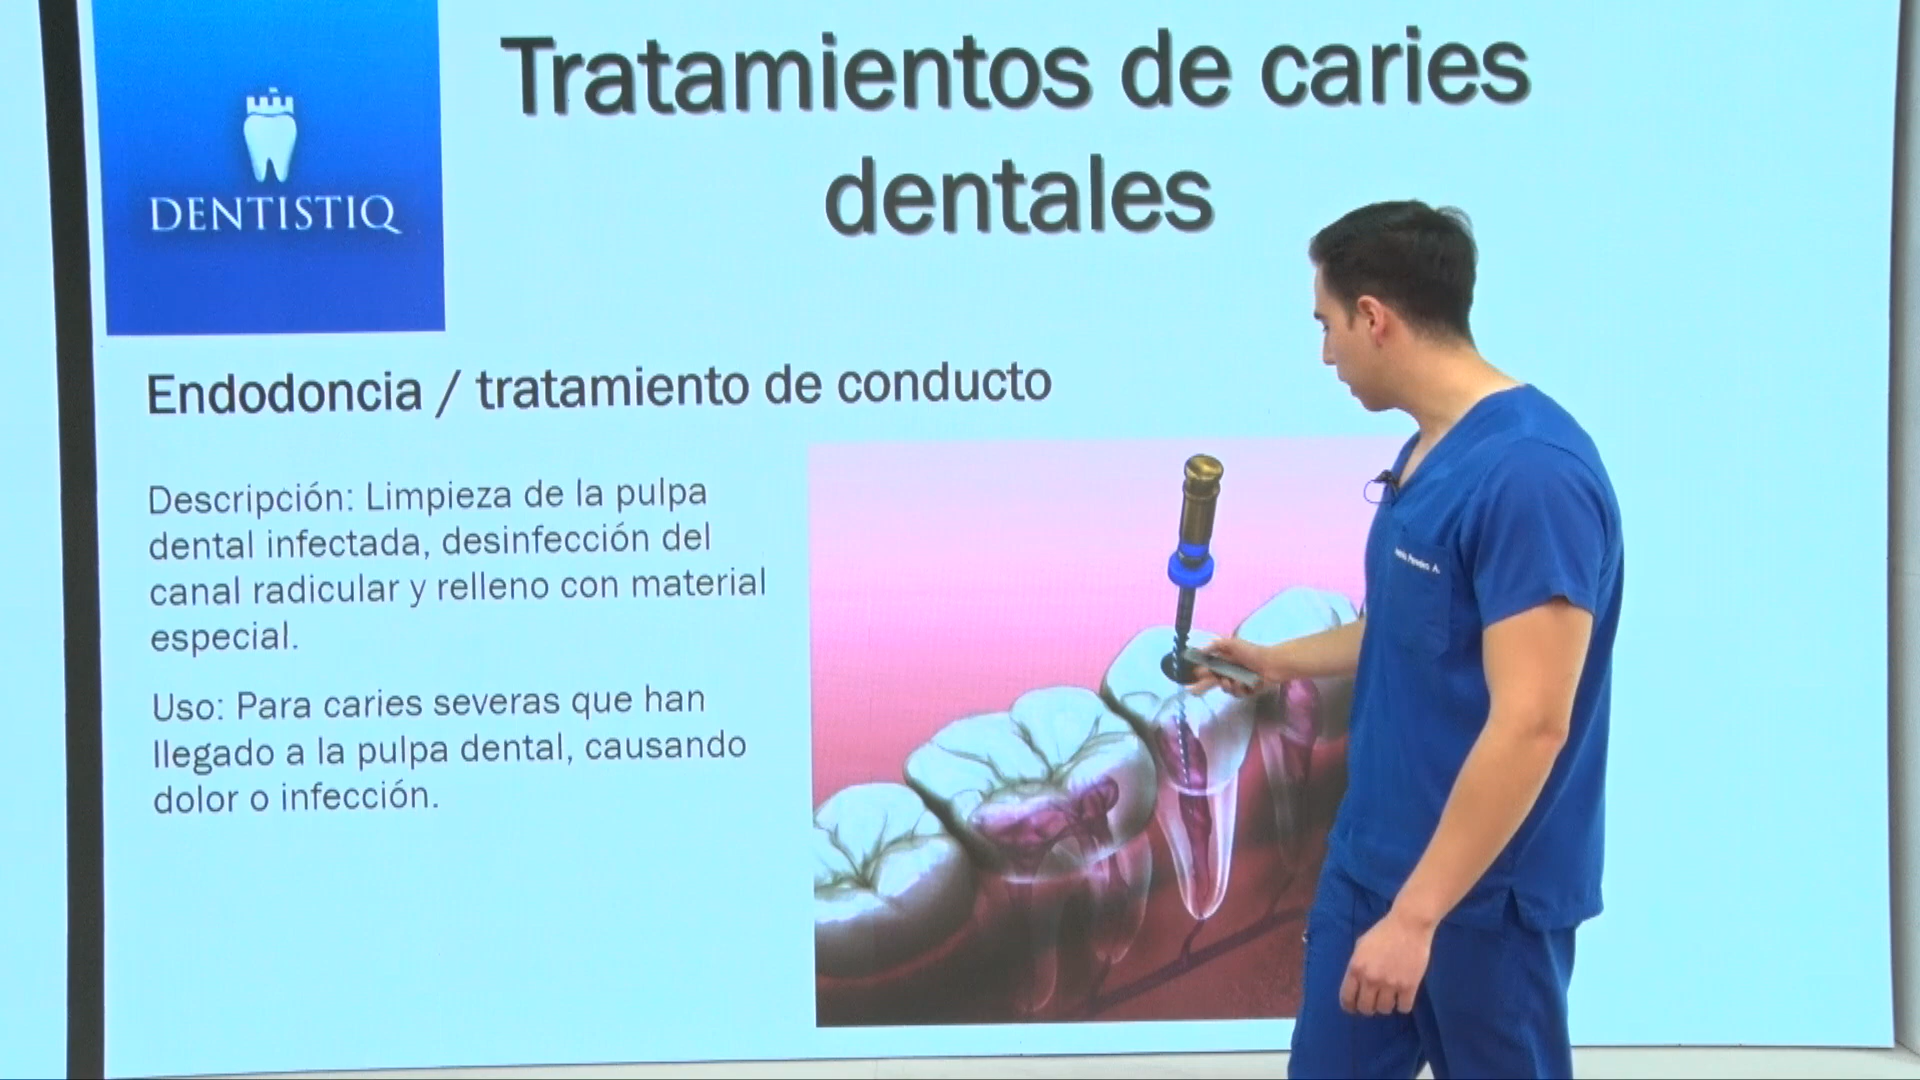 DENTISTIQ
Tratamientos de caries
dentales
Endodoncia / tratamiento de conducto
Descripción: Limpieza de la pulpa
dental infectada, desinfección del
canal radicular y relleno con material
especial.
Uso: Para caries severas que han
llegado a la pulpa dental, causando
dolor o infección.